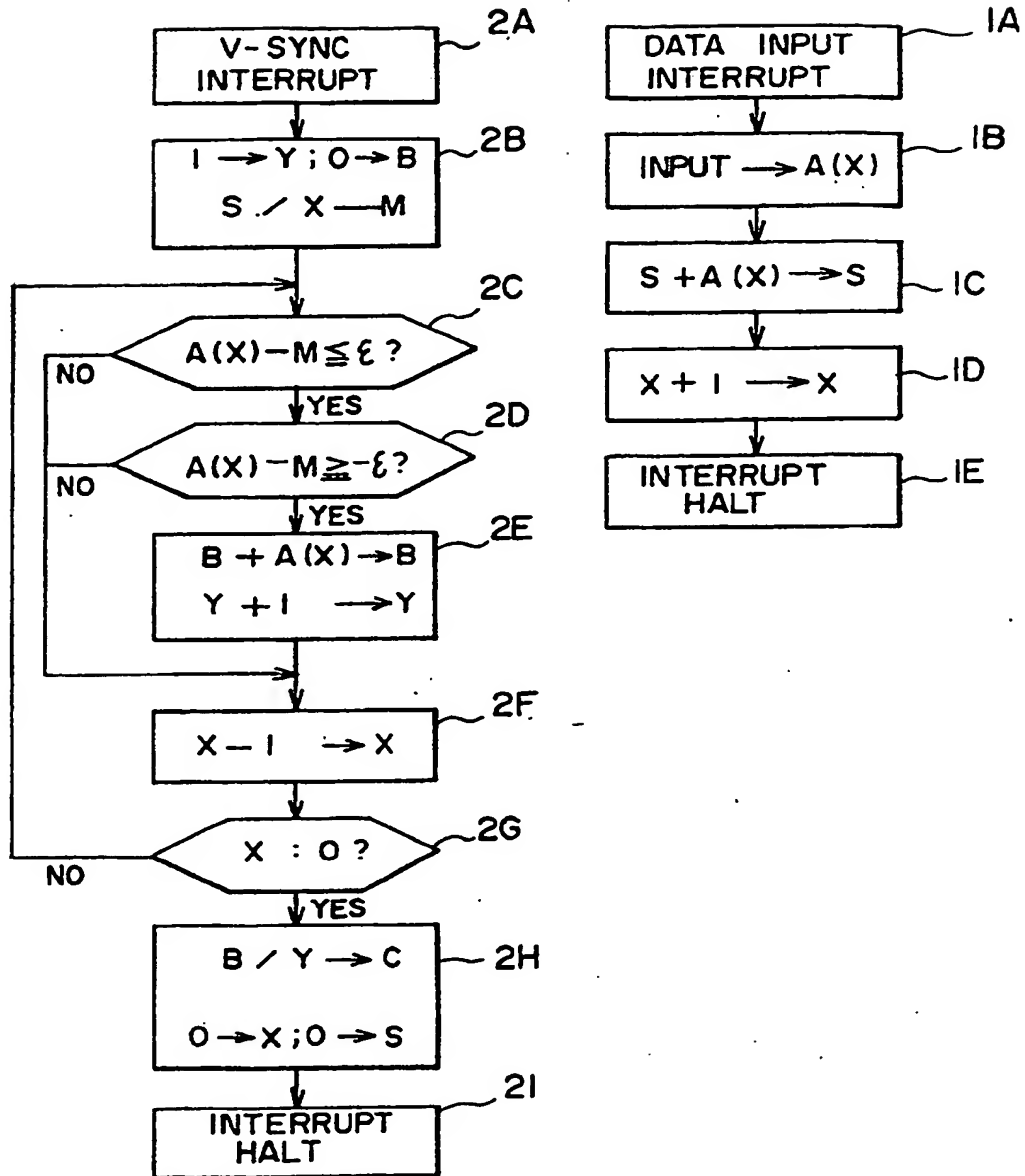 2A
V-SYNC
INTERRUPT
2B
1 → Y ; 0 → B
S / X — M
2C
A(X) - M ≦ ε ?
NO
YES
2D
A(X) - M ≧ -ε ?
NO
YES
2E
B + A(X) → B
Y + 1 → Y
2F
X - 1 → X
2G
X : 0 ?
NO
YES
2H
B / Y → C
0 → X ; 0 → S
2I
INTERRUPT
HALT
1A
DATA INPUT
INTERRUPT
1B
INPUT → A(X)
1C
S + A(X) → S
1D
X + 1 → X
1E
INTERRUPT
HALT